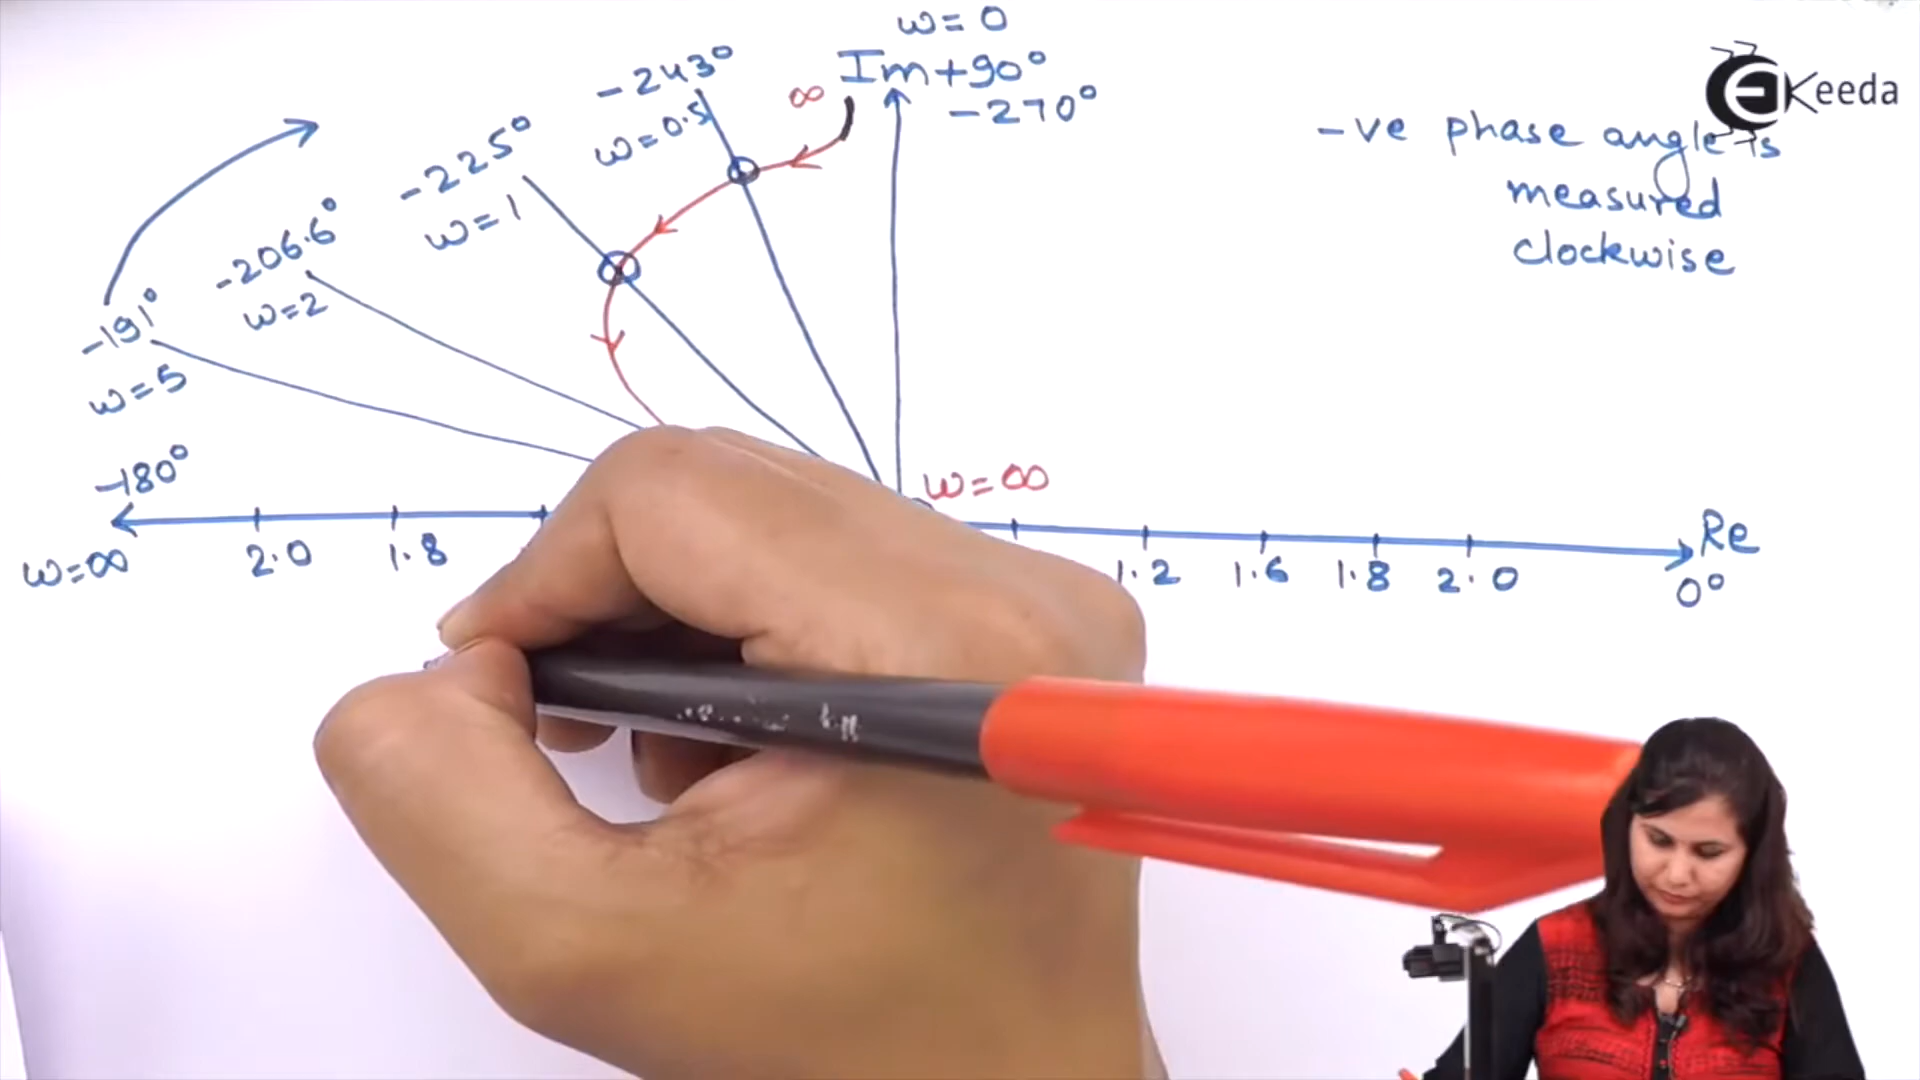 w = 0
Im +90°
-270°
∞
-243°
w=0.5
-225°
w=1
-206.6°
w=2
-191°
w=5
-180°
w=∞
w=∞
2.0
1.8
1.2
1.6
1.8
2.0
Re
0°
-ve phase angle is
measured
clockwise
Keeda